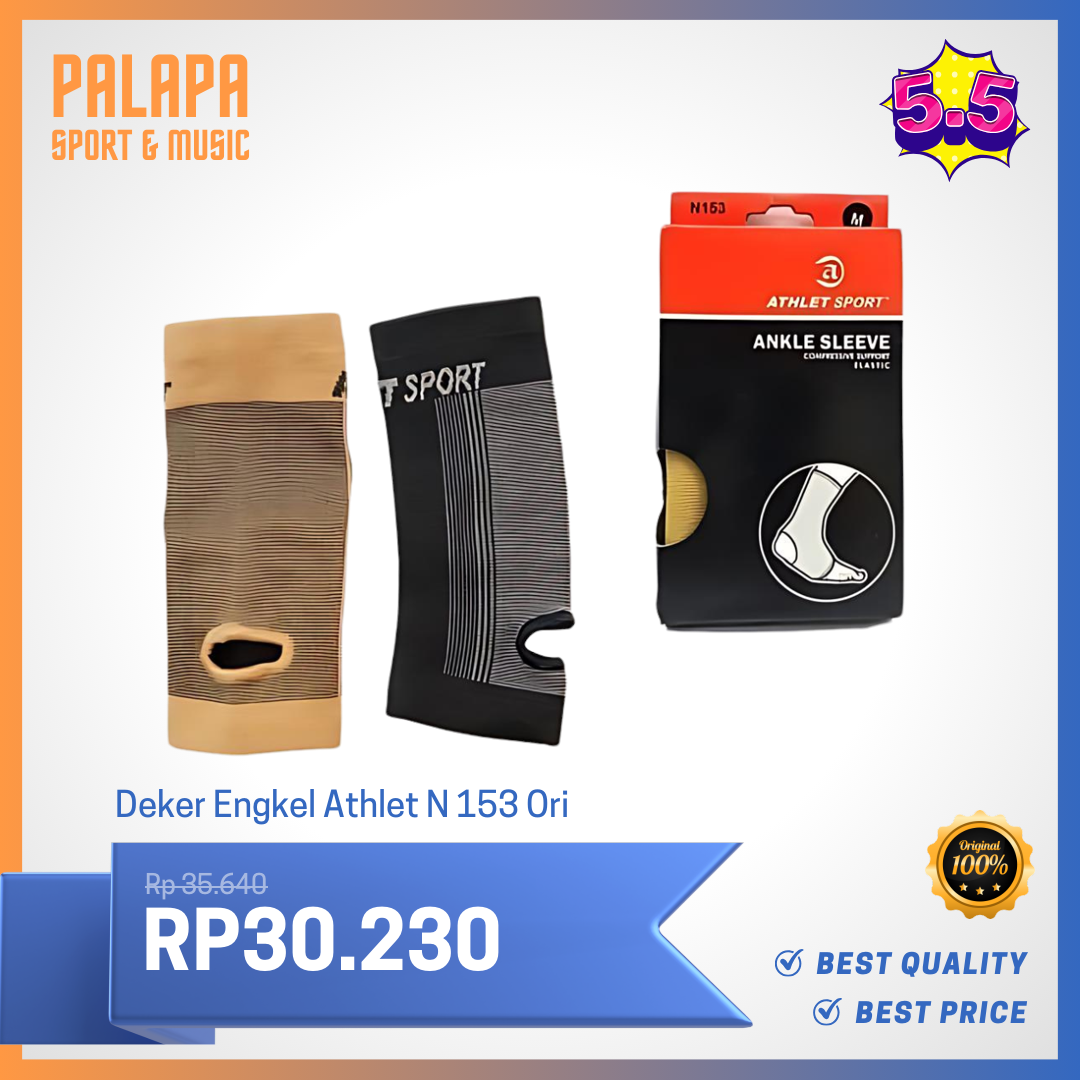 PALAPA
SPORT & MUSIC
5.5
N153
M
a
ATHLET SPORT™
ANKLE SLEEVE
COMPRESSIVE SUPPORT
ELASTIC
T SPORT
Deker Engkel Athlet N 153 Ori
Rp 35.640
RP30.230
Original
100%
BEST QUALITY
BEST PRICE